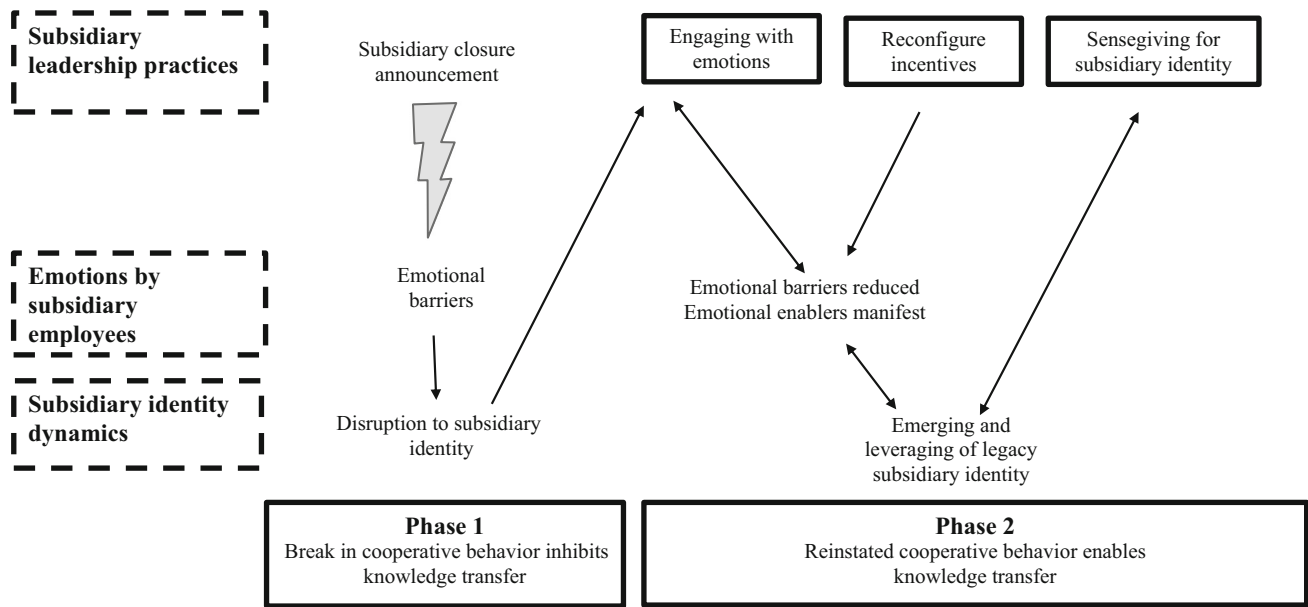 Subsidiary
leadership practices
Subsidiary closure
announcement
Engaging with
emotions
Reconfigure
incentives
Sensegiving for
subsidiary identity
Emotions by
subsidiary
employees
Emotional
barriers
Emotional barriers reduced
Emotional enablers manifest
Subsidiary identity
dynamics
Disruption to subsidiary
identity
Emerging and
leveraging of legacy
subsidiary identity
Phase 1
Break in cooperative behavior inhibits
knowledge transfer
Phase 2
Reinstated cooperative behavior enables
knowledge transfer